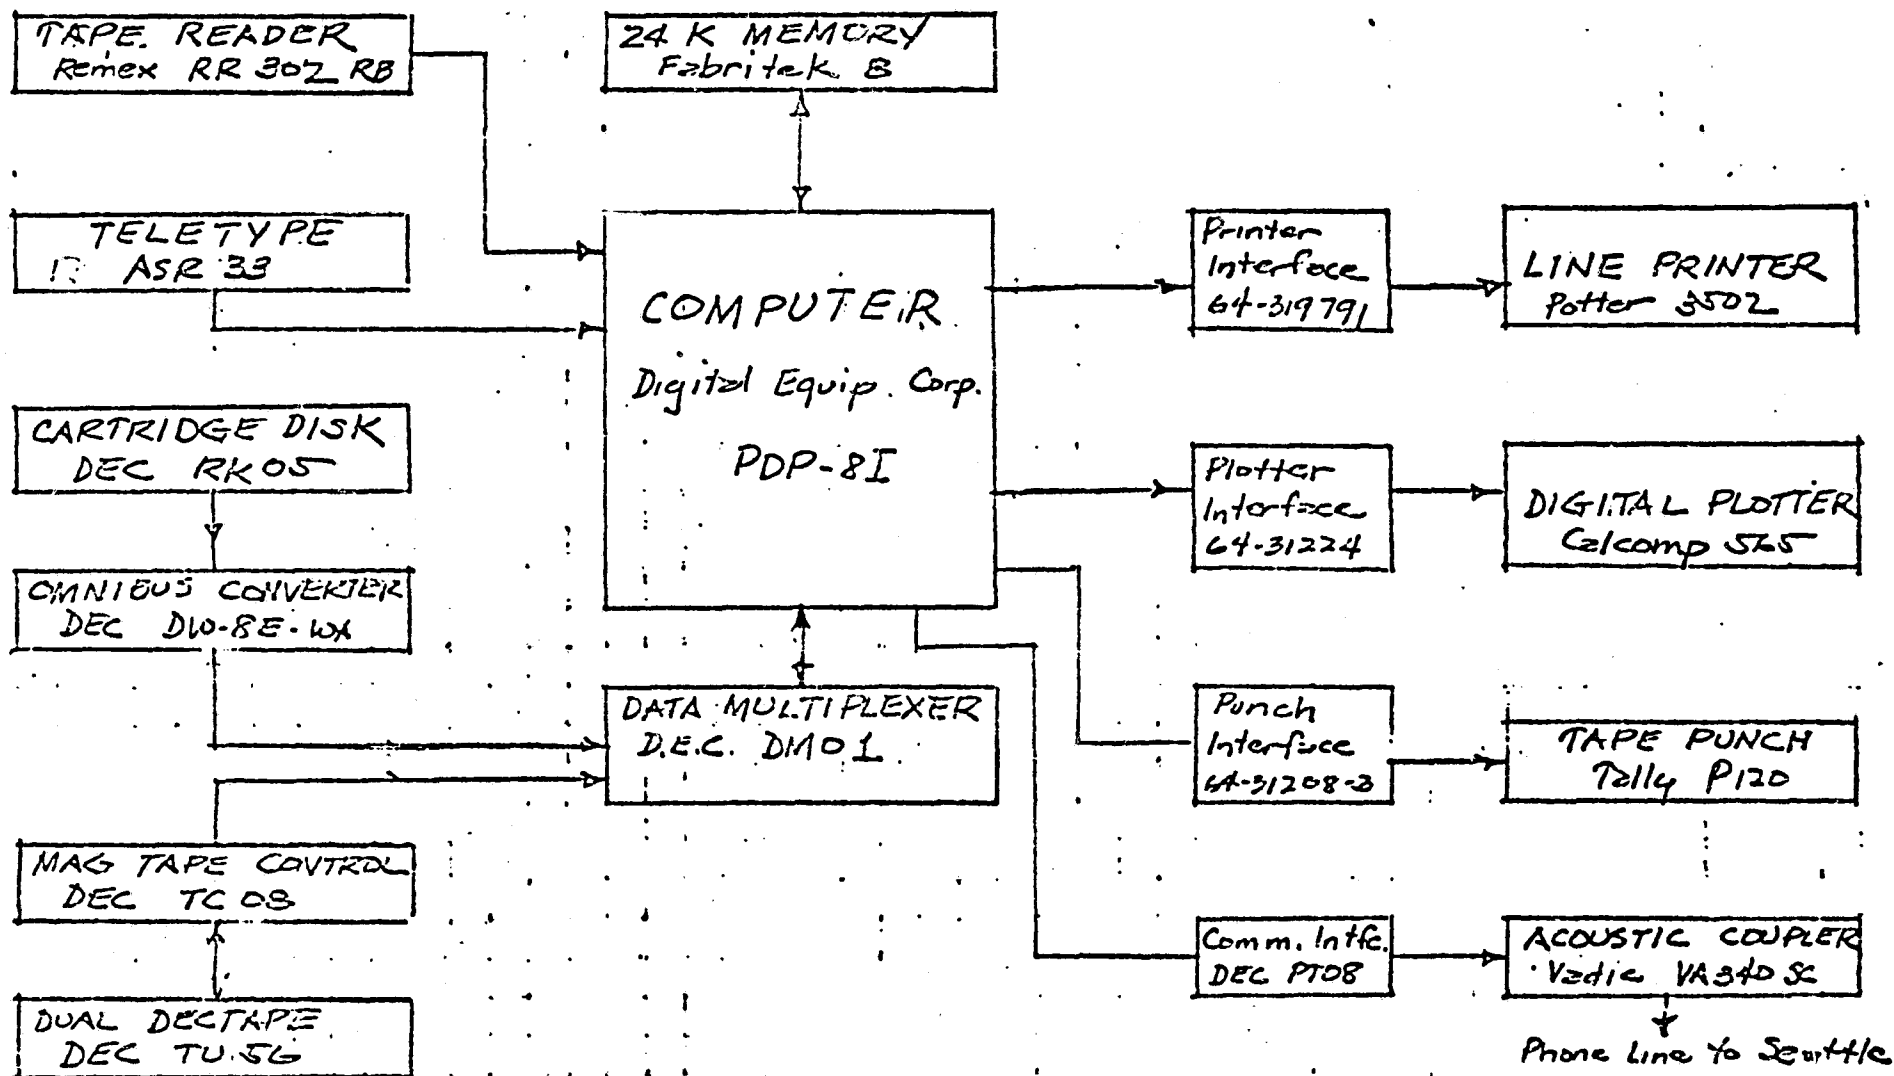 TAPE READER
Remex RR 302 RB
24 K MEMORY
Fabritek 8
TELETYPE
ASR 33
COMPUTER
Digital Equip. Corp.
PDP-8I
Printer
Interface
64-319791
LINE PRINTER
Potter 3502
CARTRIDGE DISK
DEC RK05
Plotter
Interface
64-31224
DIGITAL PLOTTER
Calcomp 565
OMNIBUS CONVERTER
DEC DW-8E-WA
DATA MULTIPLEXER
D.E.C. DM01
Punch
Interface
64-31208-B
TAPE PUNCH
Tally P120
MAG TAPE CONTROL
DEC TC08
Comm. Intfc.
DEC PT08
ACOUSTIC COUPLER
Vadic VA340 SC
DUAL DECTAPE
DEC TU.56
Phone Line to Seattle